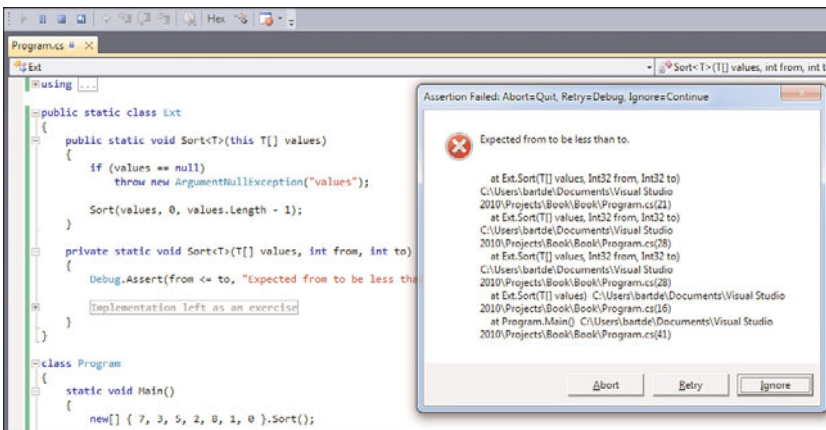 Hex
Program.cs
Ext
Sort<T>(T[] values, int from, int t
using ...
public static class Ext
{
public static void Sort<T>(this T[] values)
{
if (values == null)
throw new ArgumentNullException("values");
Sort(values, 0, values.Length - 1);
}
private static void Sort<T>(T[] values, int from, int to)
{
Debug.Assert(from <= to, "Expected from to be less tha
Implementation left as an exercise
}
}
class Program
{
static void Main()
{
new[] { 7, 3, 5, 2, 8, 1, 0 }.Sort();
Assertion Failed: Abort=Quit, Retry=Debug, Ignore=Continue
Expected from to be less than to.
at Ext.Sort(T[] values, Int32 from, Int32 to)
C:\Users\bartde\Documents\Visual Studio
2010\Projects\Book\Book\Program.cs(21)
at Ext.Sort(T[] values, Int32 from, Int32 to)
C:\Users\bartde\Documents\Visual Studio
2010\Projects\Book\Book\Program.cs(28)
at Ext.Sort(T[] values, Int32 from, Int32 to)
C:\Users\bartde\Documents\Visual Studio
2010\Projects\Book\Book\Program.cs(28)
at Ext.Sort(T[] values) C:\Users\bartde\Documents\Visual Studio
2010\Projects\Book\Book\Program.cs(16)
at Program.Main() C:\Users\bartde\Documents\Visual Studio
2010\Projects\Book\Book\Program.cs(41)
Abort
Retry
Ignore